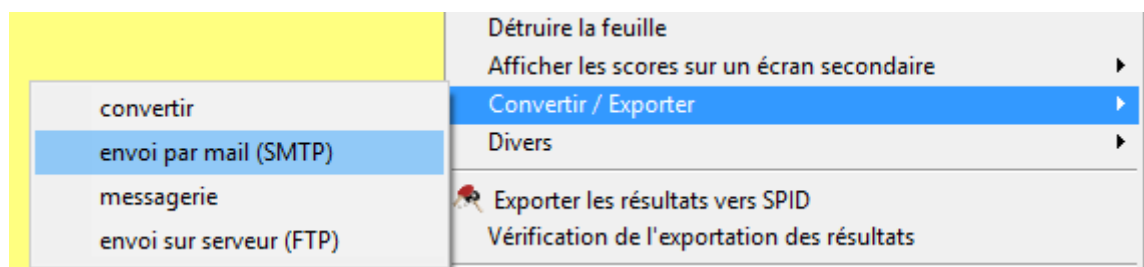 Détruire la feuille
Afficher les scores sur un écran secondaire
Convertir / Exporter
Divers
Exporter les résultats vers SPID
Vérification de l'exportation des résultats
convertir
envoi par mail (SMTP)
messagerie
envoi sur serveur (FTP)